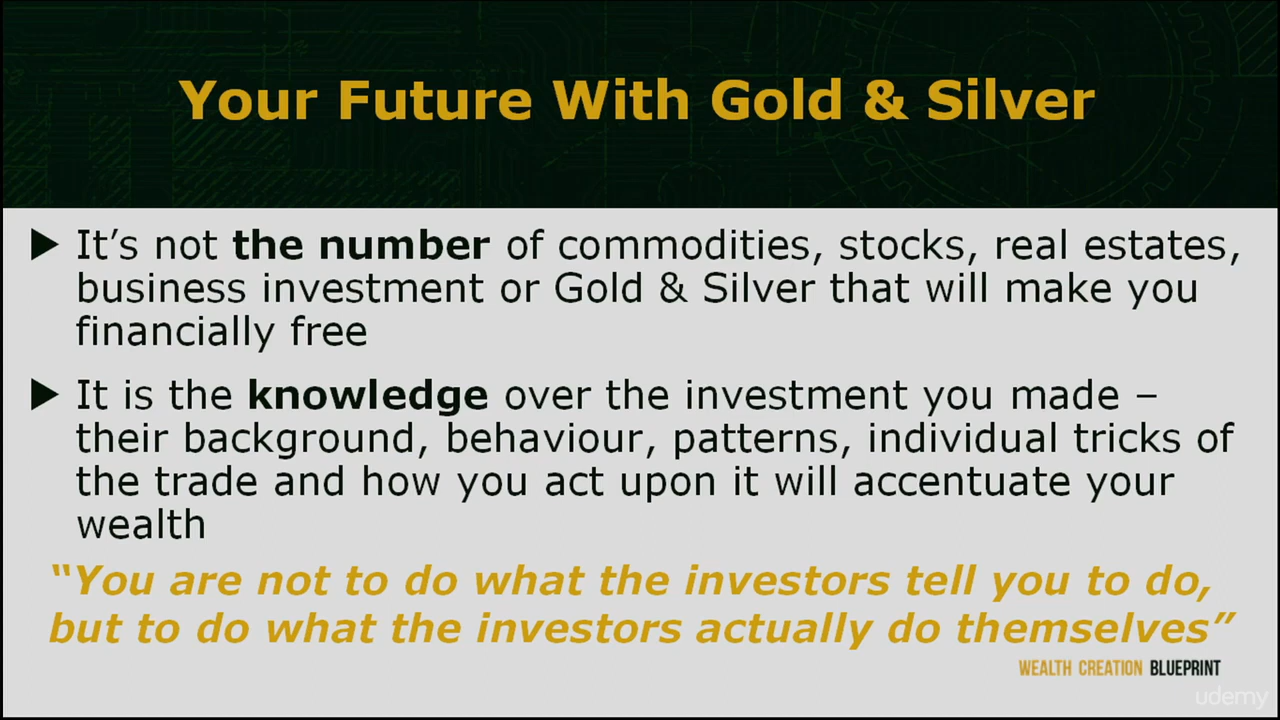 Your Future With Gold & Silver
It's not the number of commodities, stocks, real estates,
business investment or Gold & Silver that will make you
financially free
It is the knowledge over the investment you made –
their background, behaviour, patterns, individual tricks of
the trade and how you act upon it will accentuate your
wealth
“You are not to do what the investors tell you to do,
but to do what the investors actually do themselves”
WEALTH CREATION BLUEPRINT
udemy